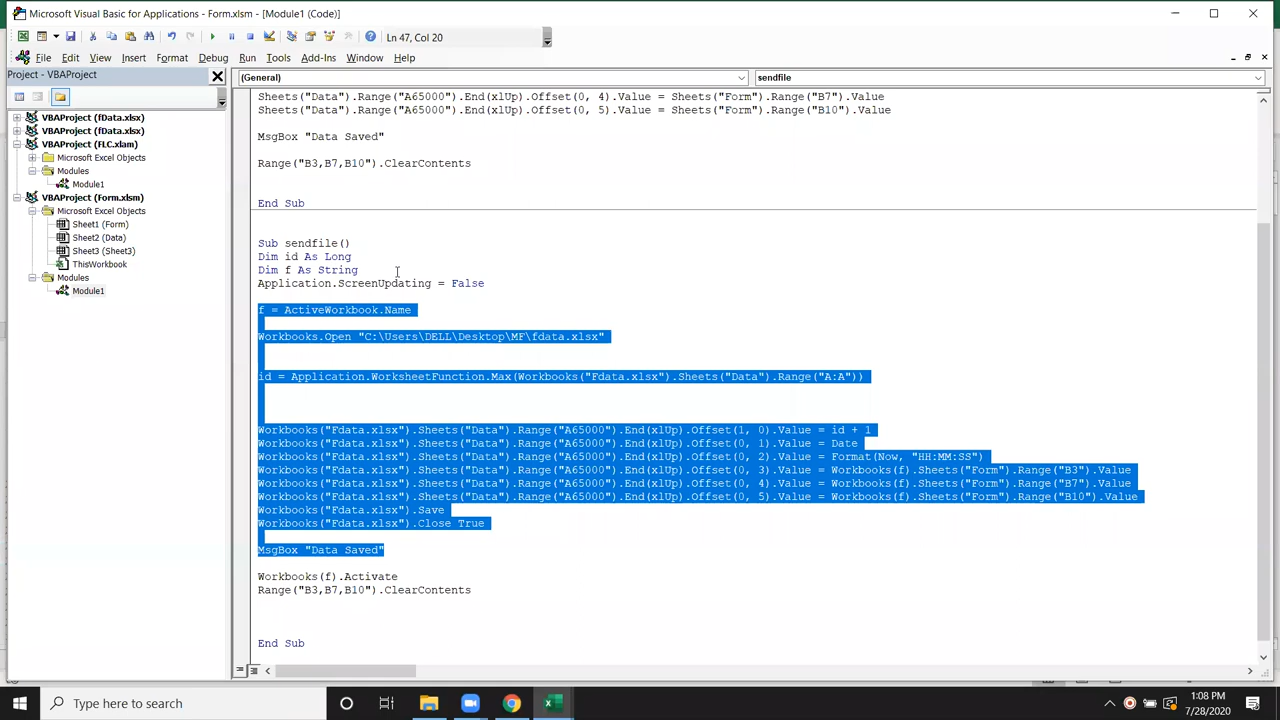 Microsoft Visual Basic for Applications - Form.xlsm - [Module1 (Code)]
Ln 47, Col 20
File Edit View Insert Format Debug Run Tools Add-Ins Window Help
Project - VBAProject
(General)
sendfile
VBAProject (fData.xlsx)
VBAProject (fData.xlsx)
VBAProject (FLC.xlam)
Microsoft Excel Objects
Modules
Module1
VBAProject (Form.xlsm)
Microsoft Excel Objects
Sheet1 (Form)
Sheet2 (Data)
Sheet3 (Sheet3)
ThisWorkbook
Modules
Module1
Sheets("Data").Range("A65000").End(xlUp).Offset(0, 4).Value = Sheets("Form").Range("B7").Value
Sheets("Data").Range("A65000").End(xlUp).Offset(0, 5).Value = Sheets("Form").Range("B10").Value
MsgBox "Data Saved"
Range("B3,B7,B10").ClearContents
End Sub
Sub sendfile()
Dim id As Long
Dim f As String
Application.ScreenUpdating = False
f = ActiveWorkbook.Name
Workbooks.Open "C:\Users\DELL\Desktop\MF\fdata.xlsx"
id = Application.WorksheetFunction.Max(Workbooks("Fdata.xlsx").Sheets("Data").Range("A:A"))
Workbooks("Fdata.xlsx").Sheets("Data").Range("A65000").End(xlUp).Offset(1, 0).Value = id + 1
Workbooks("Fdata.xlsx").Sheets("Data").Range("A65000").End(xlUp).Offset(0, 1).Value = Date
Workbooks("Fdata.xlsx").Sheets("Data").Range("A65000").End(xlUp).Offset(0, 2).Value = Format(Now, "HH:MM:SS")
Workbooks("Fdata.xlsx").Sheets("Data").Range("A65000").End(xlUp).Offset(0, 3).Value = Workbooks(f).Sheets("Form").Range("B3").Value
Workbooks("Fdata.xlsx").Sheets("Data").Range("A65000").End(xlUp).Offset(0, 4).Value = Workbooks(f).Sheets("Form").Range("B7").Value
Workbooks("Fdata.xlsx").Sheets("Data").Range("A65000").End(xlUp).Offset(0, 5).Value = Workbooks(f).Sheets("Form").Range("B10").Value
Workbooks("Fdata.xlsx").Save
Workbooks("Fdata.xlsx").Close True
MsgBox "Data Saved"
Workbooks(f).Activate
Range("B3,B7,B10").ClearContents
End Sub
Type here to search
1:08 PM
7/28/2020